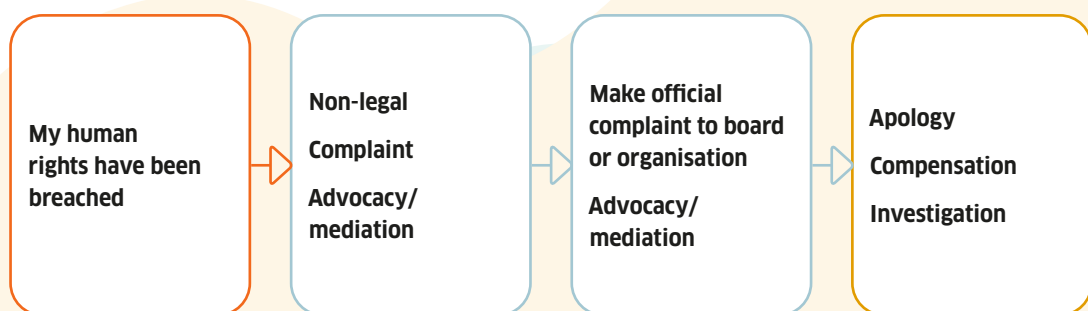 My human
rights have been
breached
Non-legal
Complaint
Advocacy/
mediation
Make official
complaint to board
or organisation
Advocacy/
mediation
Apology
Compensation
Investigation